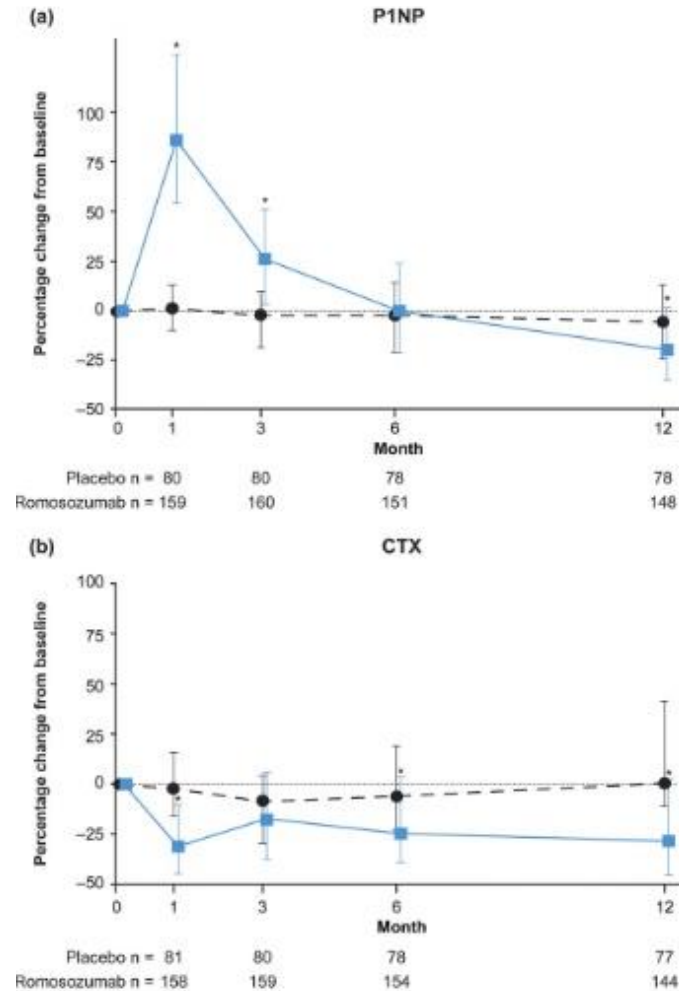 (a)
P1NP
Percentage change from baseline
100
75
50
25
0
−25
−50
*
*
*
0 1 3 6 12
Month
Placebo n = 80 80 78 78
Romosozumab n = 159 160 151 148
(b)
CTX
Percentage change from baseline
100
75
50
25
0
−25
−50
*
*
*
0 1 3 6 12
Month
Placebo n = 81 80 78 77
Romosozumab n = 158 159 154 144